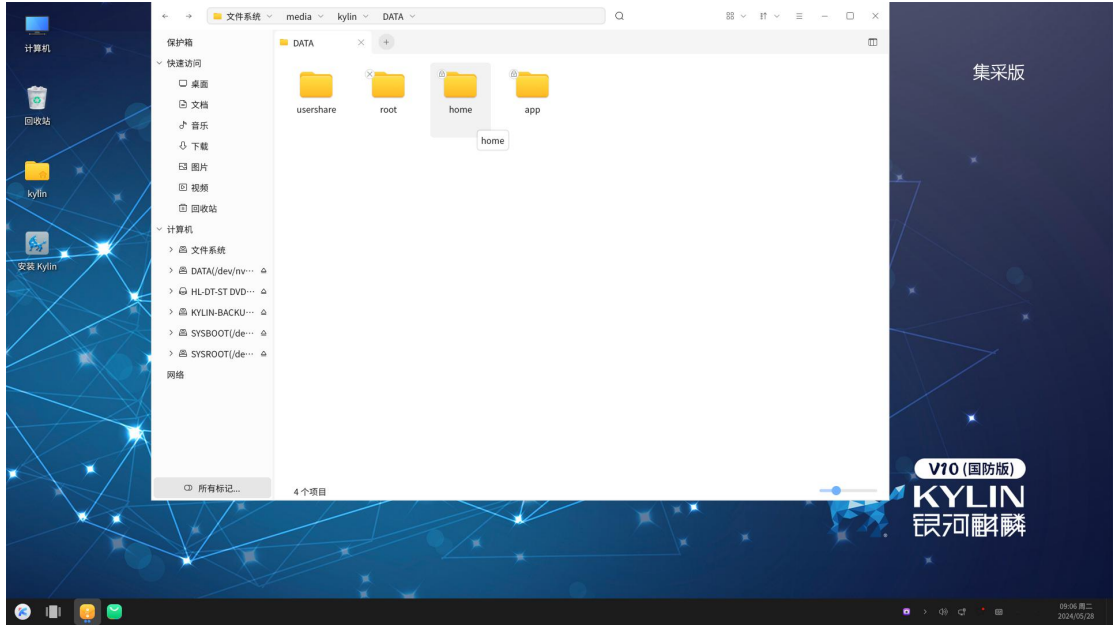 计算机
回收站
kylin
安装 Kylin
文件系统 media kylin DATA
保护箱
快速访问
桌面
文档
音乐
下载
图片
视频
回收站
计算机
文件系统
DATA(/dev/nv···
HL-DT-ST DVD···
KYLIN-BACKU···
SYSBOOT(/de···
SYSROOT(/de···
网络
所有标记...
DATA
usershare
root
home
app
home
4 个项目
集采版
V10 (国防版)
KYLIN
银河麒麟
09:06 周二
2024/05/28